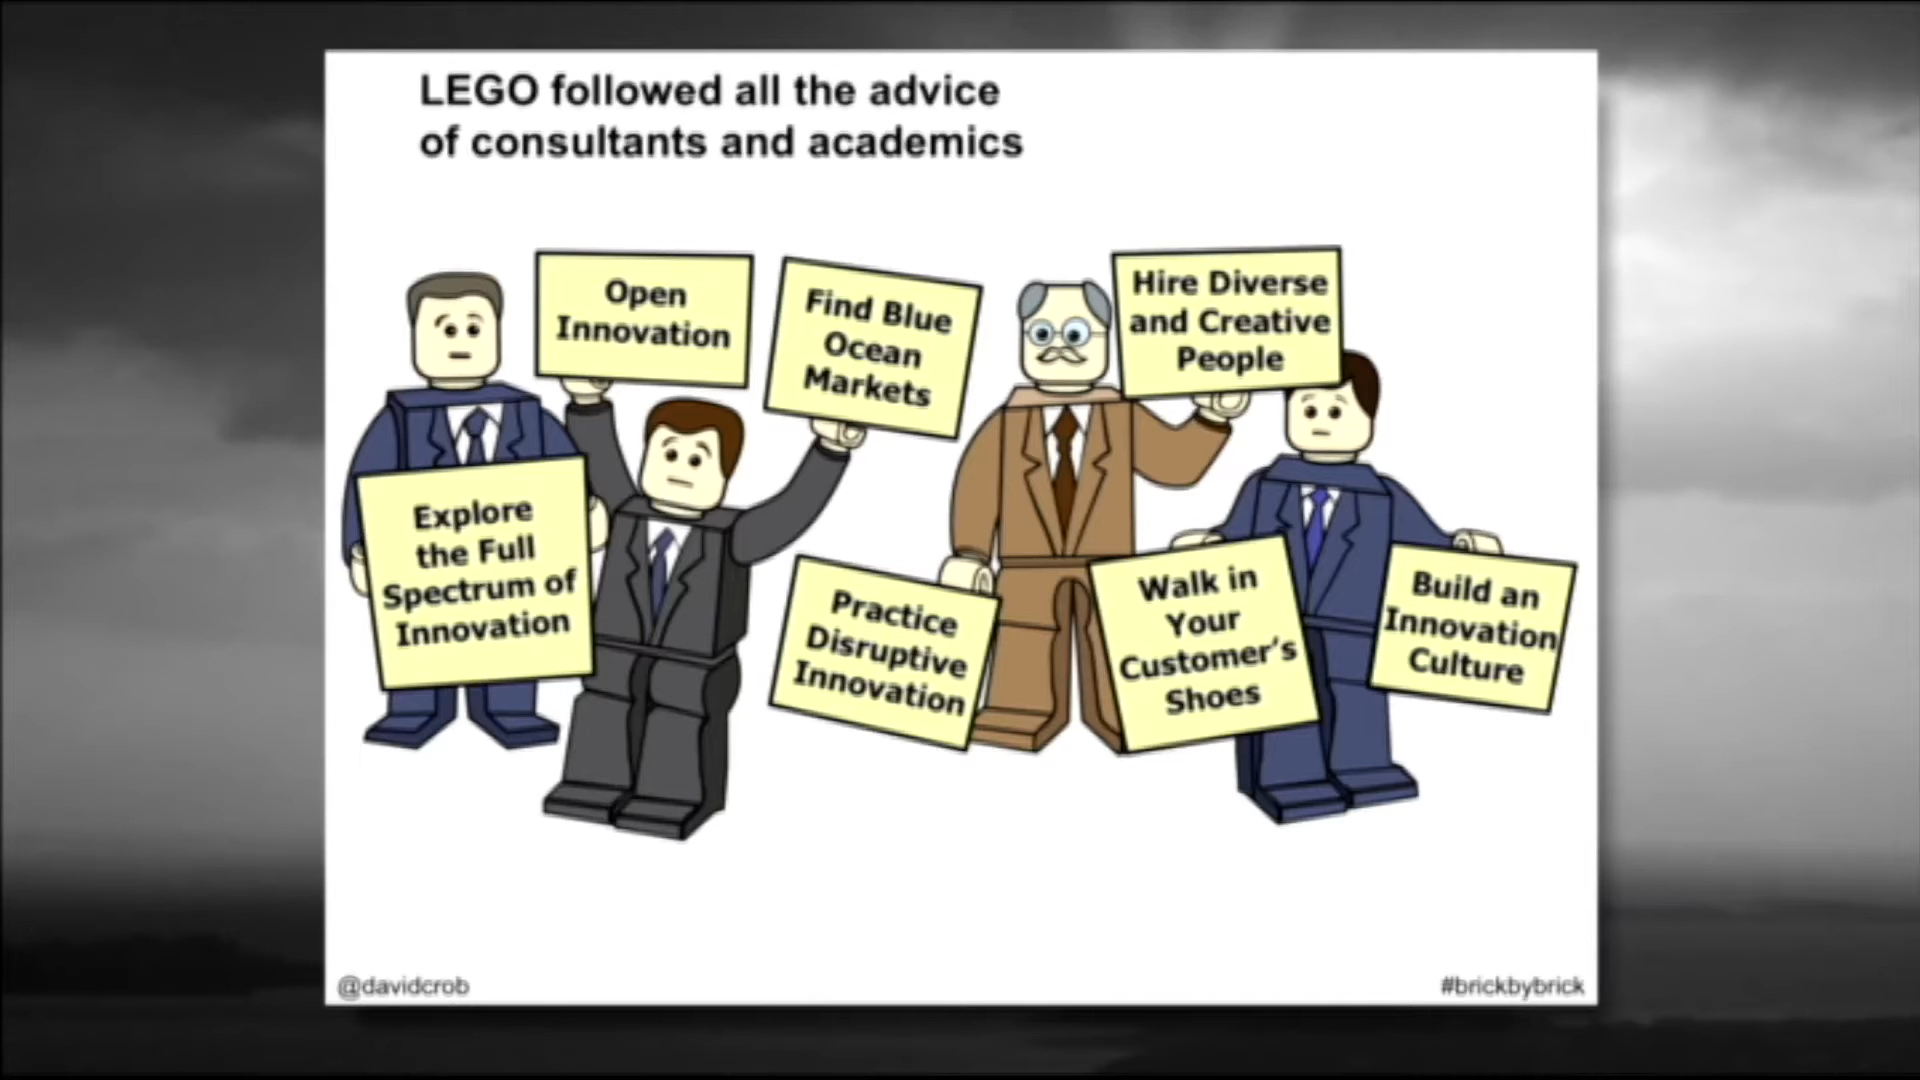 LEGO followed all the advice
of consultants and academics
Open
Innovation
Find Blue
Ocean
Markets
Hire Diverse
and Creative
People
Explore
the Full
Spectrum of
Innovation
Practice
Disruptive
Innovation
Walk in
Your
Customer's
Shoes
Build an
Innovation
Culture
@davidcrob
#brickbybrick